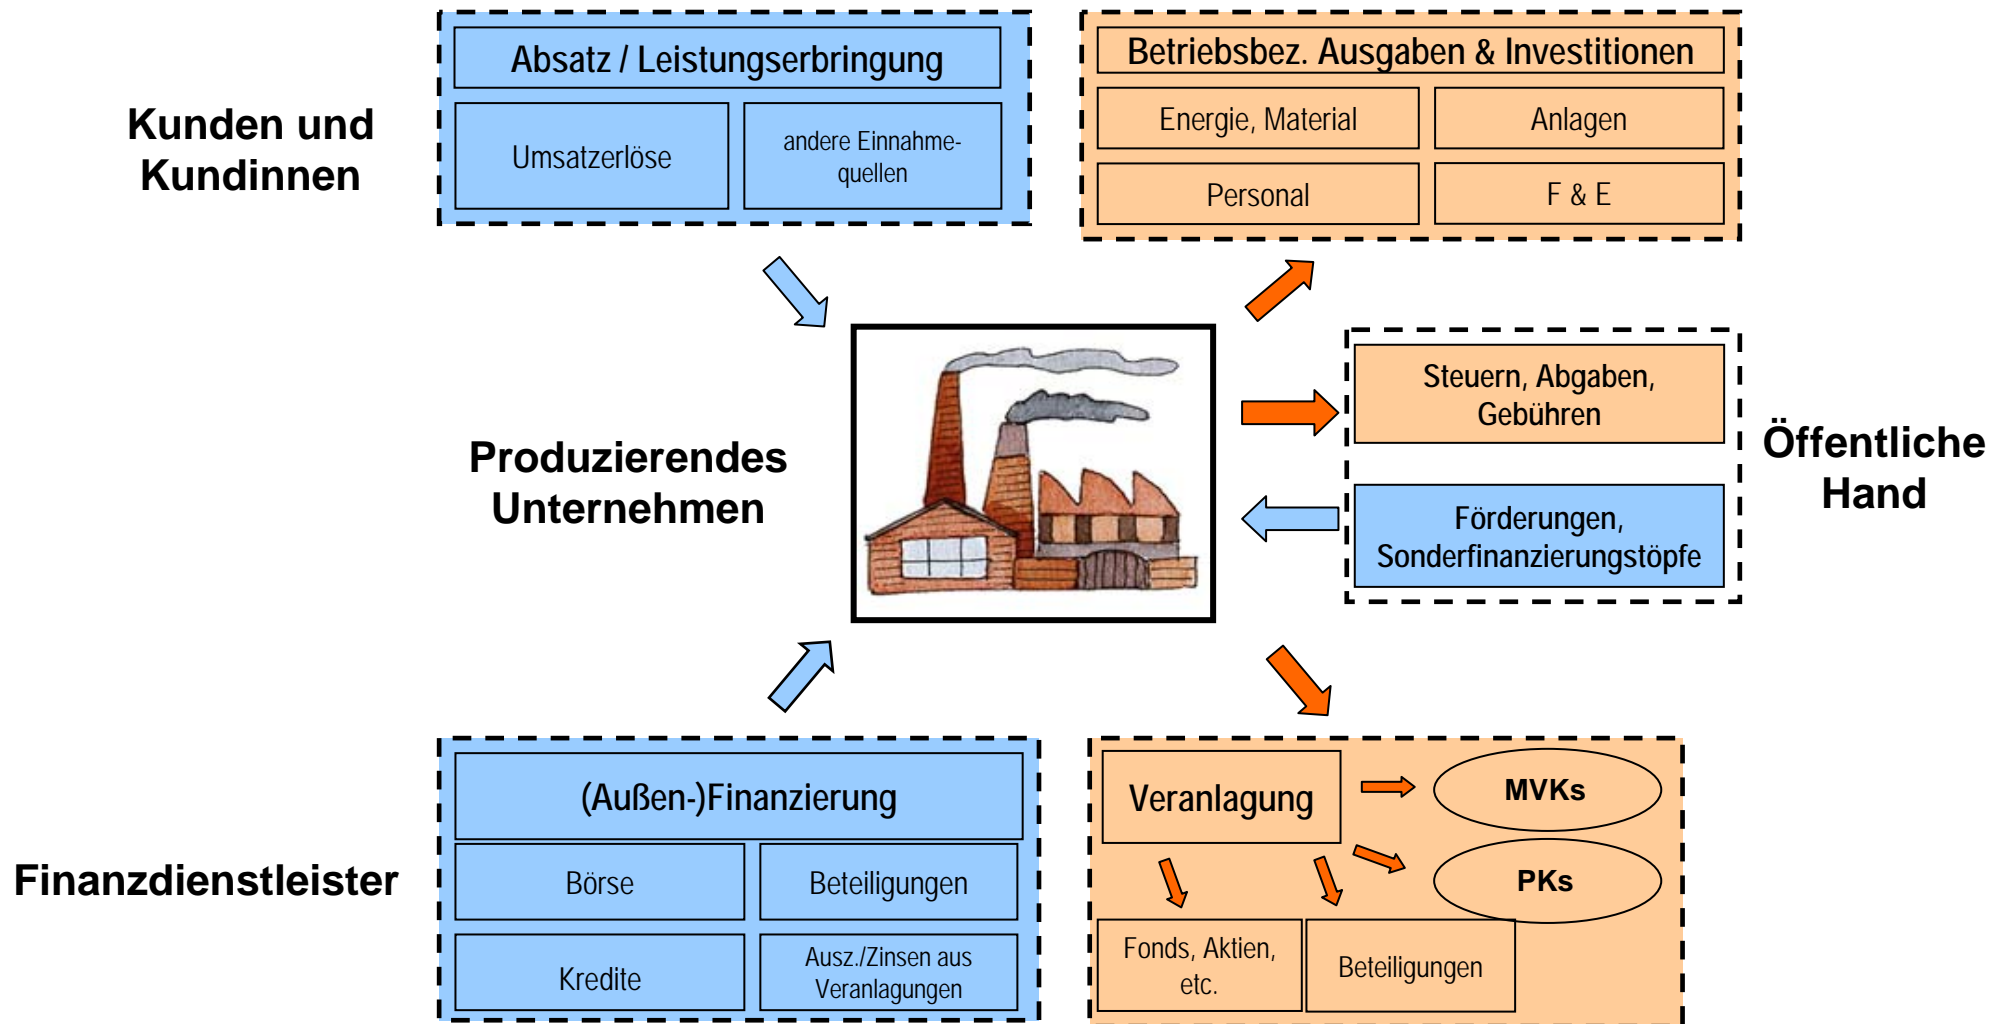 Absatz / Leistungserbringung
Umsatzerlöse
andere Einnahme-
quellen
Betriebsbez. Ausgaben & Investitionen
Energie, Material
Anlagen
Personal
F & E
Kunden und
Kundinnen
Produzierendes
Unternehmen
Steuern, Abgaben,
Gebühren
Förderungen,
Sonderfinanzierungstöpfe
Öffentliche
Hand
Finanzdienstleister
(Außen-)Finanzierung
Börse
Beteiligungen
Kredite
Ausz./Zinsen aus
Veranlagungen
Veranlagung
MVKs
PKs
Fonds, Aktien,
etc.
Beteiligungen